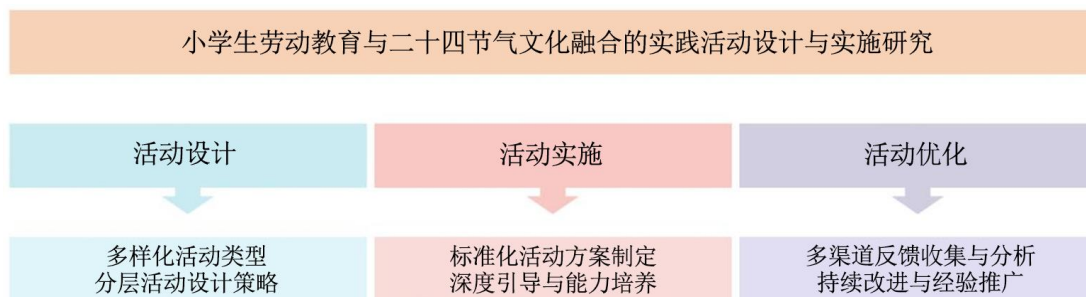 小学生劳动教育与二十四节气文化融合的实践活动设计与实施研究
活动设计
活动实施
活动优化
多样化活动类型
分层活动设计策略
标准化活动方案制定
深度引导与能力培养
多渠道反馈收集与分析
持续改进与经验推广